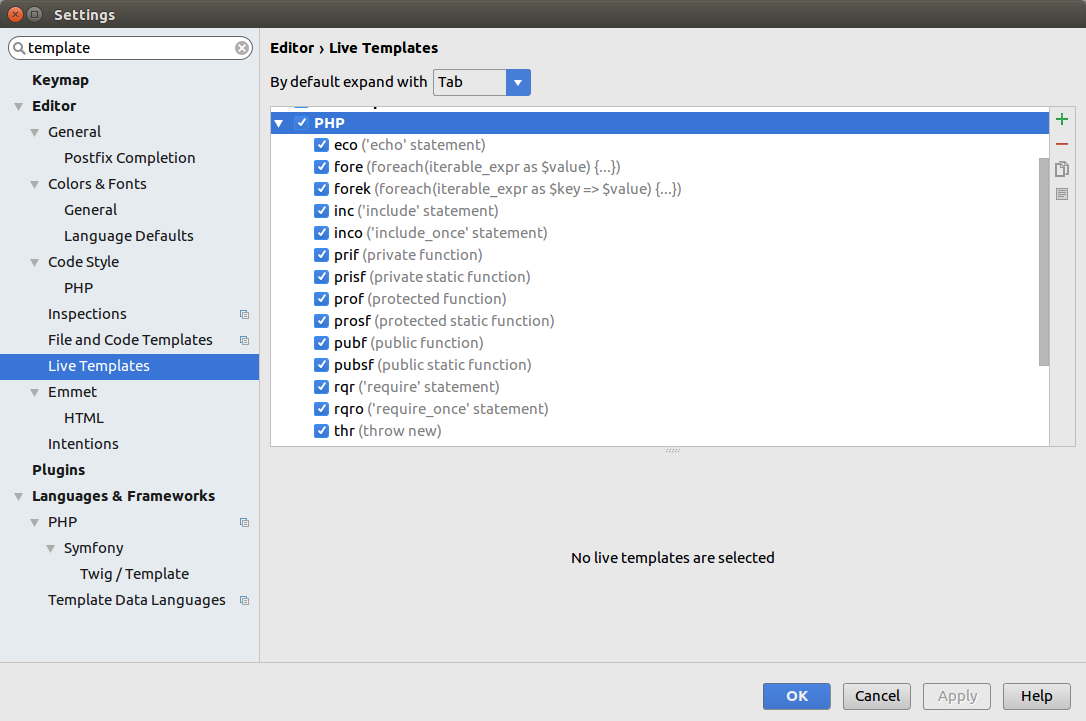 Settings
template
Keymap
Editor
General
Postfix Completion
Colors & Fonts
General
Language Defaults
Code Style
PHP
Inspections
File and Code Templates
Live Templates
Emmet
HTML
Intentions
Plugins
Languages & Frameworks
PHP
Symfony
Twig / Template
Template Data Languages
Editor › Live Templates
By default expand with Tab
PHP
eco ('echo' statement)
fore (foreach(iterable_expr as $value) {...})
forek (foreach(iterable_expr as $key => $value) {...})
inc ('include' statement)
inco ('include_once' statement)
prif (private function)
prisf (private static function)
prof (protected function)
prosf (protected static function)
pubf (public function)
pubsf (public static function)
rqr ('require' statement)
rqro ('require_once' statement)
thr (throw new)
No live templates are selected
OK Cancel Apply Help